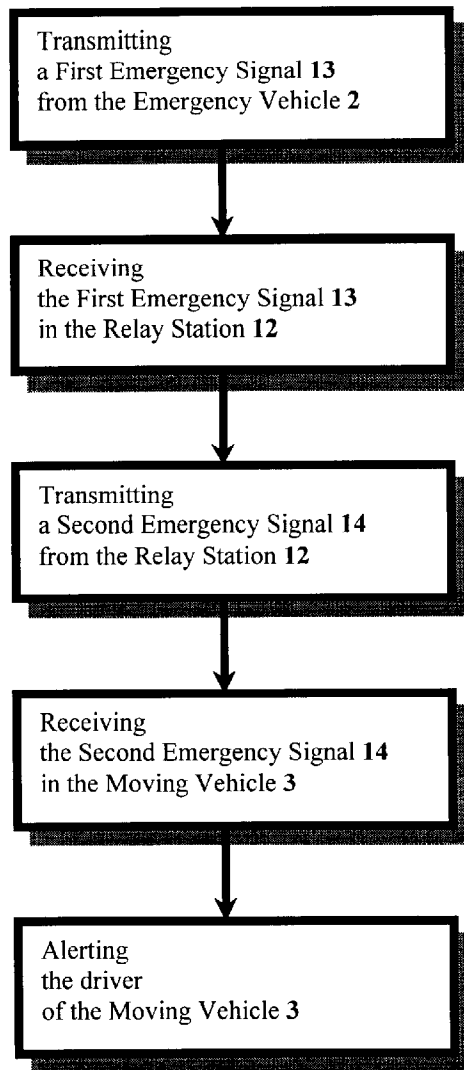 Transmitting
a First Emergency Signal 13
from the Emergency Vehicle 2
Receiving
the First Emergency Signal 13
in the Relay Station 12
Transmitting
a Second Emergency Signal 14
from the Relay Station 12
Receiving
the Second Emergency Signal 14
in the Moving Vehicle 3
Alerting
the driver
of the Moving Vehicle 3